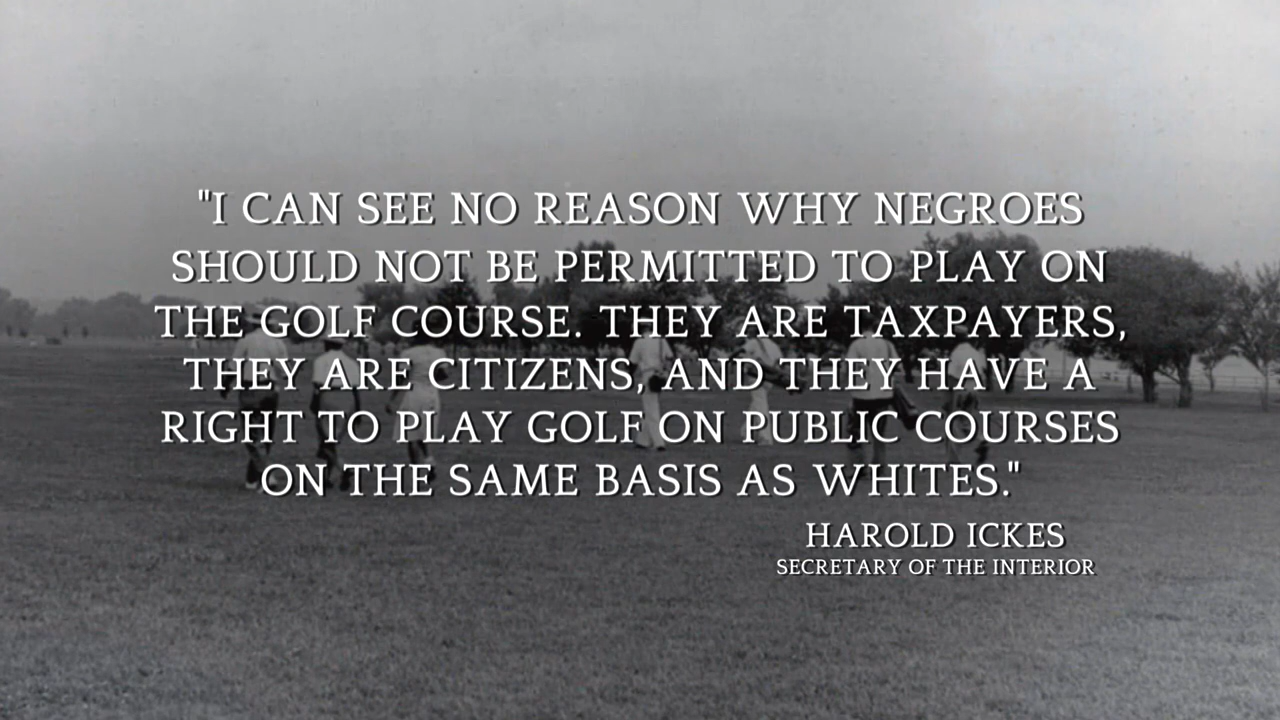 "I CAN SEE NO REASON WHY NEGROES
SHOULD NOT BE PERMITTED TO PLAY ON
THE GOLF COURSE. THEY ARE TAXPAYERS,
THEY ARE CITIZENS, AND THEY HAVE A
RIGHT TO PLAY GOLF ON PUBLIC COURSES
ON THE SAME BASIS AS WHITES."
HAROLD ICKES
SECRETARY OF THE INTERIOR